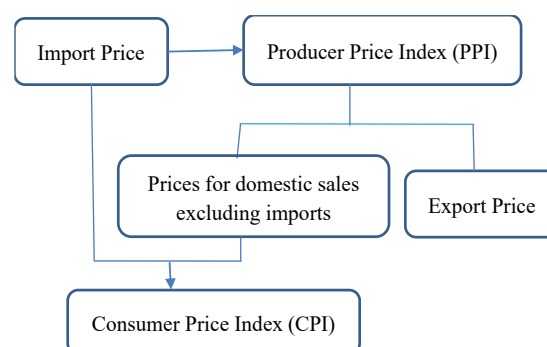 Import Price
Producer Price Index (PPI)
Prices for domestic sales
excluding imports
Export Price
Consumer Price Index (CPI)